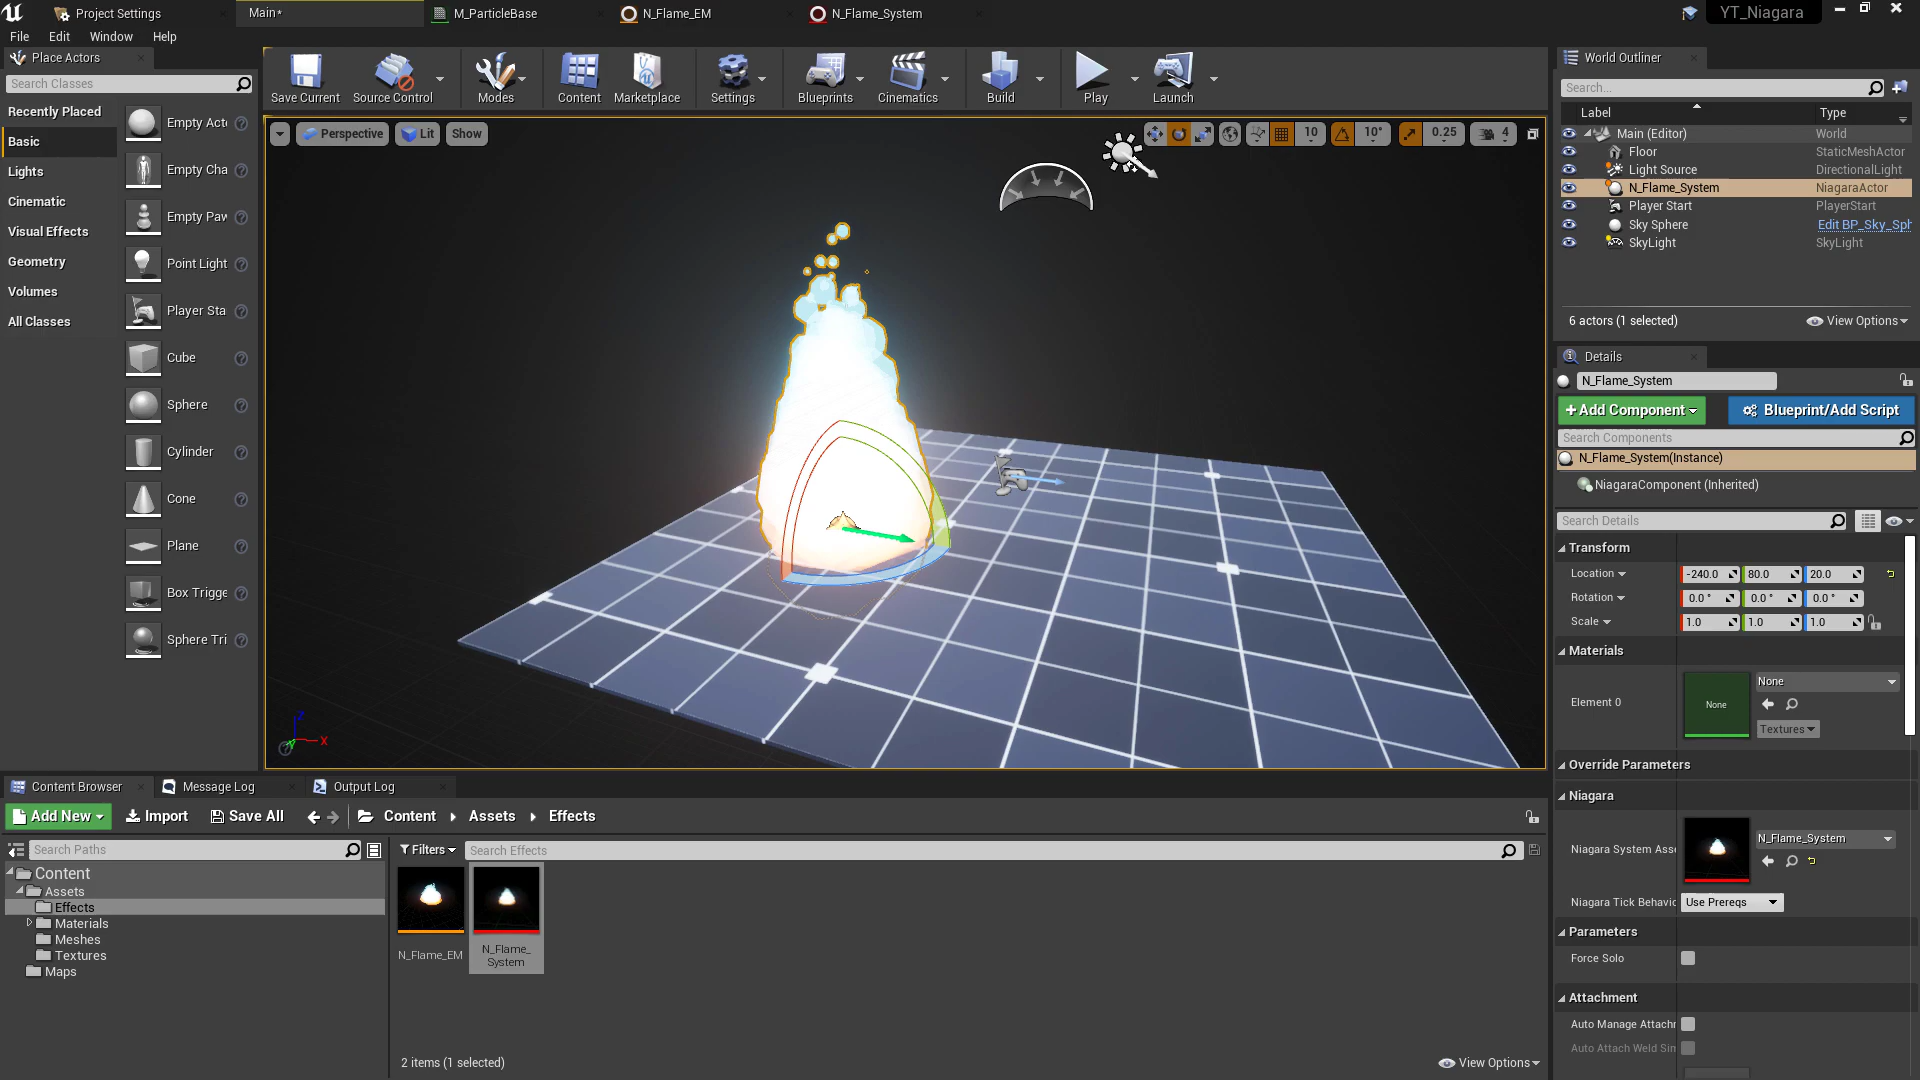 Project Settings
Main*
M_ParticleBase
N_Flame_EM
N_Flame_System
YT_Niagara
File
Edit
Window
Help
Place Actors
Search Classes
Recently Placed
Basic
Lights
Cinematic
Visual Effects
Geometry
Volumes
All Classes
Empty Act
Empty Cha
Empty Paw
Point Light
Player Sta
Cube
Sphere
Cylinder
Cone
Plane
Box Trigge
Sphere Tri
Save Current
Source Control
Modes
Content
Marketplace
Settings
Blueprints
Cinematics
Build
Play
Launch
Perspective
Lit
Show
10
10°
0.25
4
Z
X
Y
World Outliner
Search...
Label
Type
Main (Editor)
World
Floor
StaticMeshActor
Light Source
DirectionalLight
N_Flame_System
NiagaraActor
Player Start
PlayerStart
Sky Sphere
Edit BP_Sky_Sph
SkyLight
SkyLight
6 actors (1 selected)
View Options
Details
N_Flame_System
+Add Component
Blueprint/Add Script
Search Components
N_Flame_System(Instance)
NiagaraComponent (Inherited)
Search Details
Transform
Location
-240.0
80.0
20.0
Rotation
0.0 °
0.0 °
0.0 °
Scale
1.0
1.0
1.0
Materials
Element 0
None
None
Textures
Override Parameters
Niagara
Niagara System Asse
N_Flame_System
Niagara Tick Behavio
Use Prereqs
Parameters
Force Solo
Attachment
Auto Manage Attachm
Auto Attach Weld Sim
Content Browser
Message Log
Output Log
Add New
Import
Save All
Content
Assets
Effects
Search Paths
Filters
Search Effects
Content
Assets
Effects
Materials
Meshes
Textures
Maps
N_Flame_EM
N_Flame_
System
2 items (1 selected)
View Options